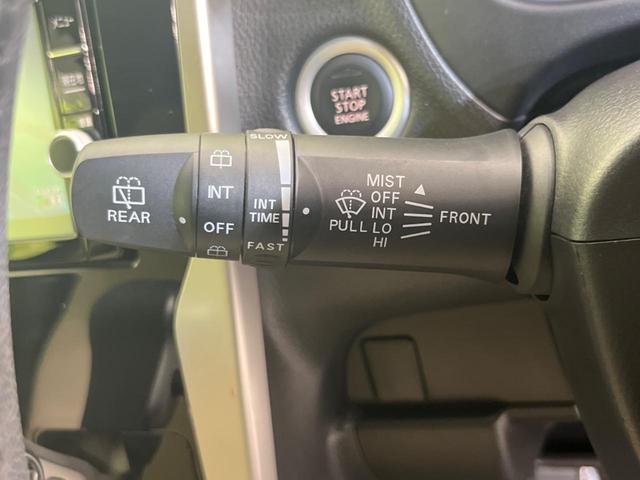 START
STOP
ENGINE
REAR
INT
OFF
SLOW
INT
TIME
FAST
PULL
MIST
OFF
INT
LO
HI
FRONT